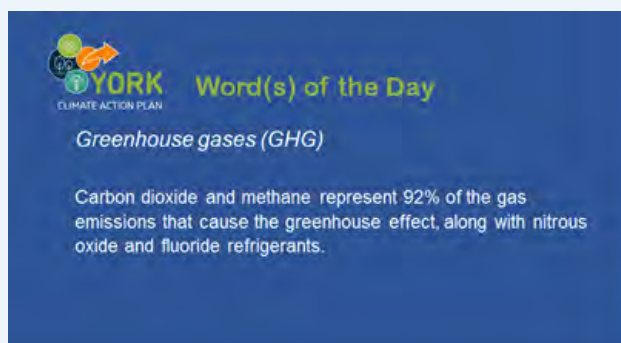 YORK
CLIMATE ACTION PLAN
Word(s) of the Day
Greenhouse gases (GHG)
Carbon dioxide and methane represent 92% of the gas
emissions that cause the greenhouse effect, along with nitrous
oxide and fluoride refrigerants.